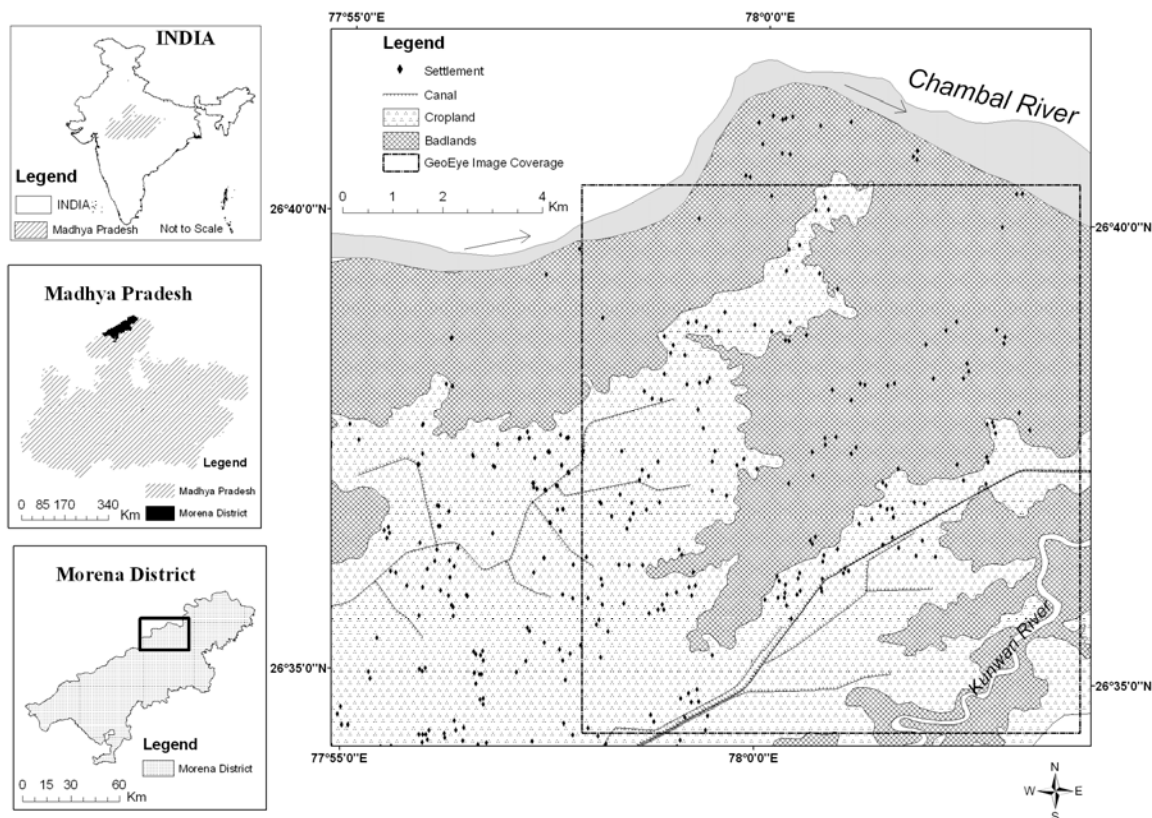 INDIA
Legend
INDIA
Madhya Pradesh
Not to Scale
Madhya Pradesh
Legend
Madhya Pradesh
Morena District
0 85 170 340
Km
Morena District
Legend
Morena District
0 15 30 60
Km
77°55'0"E 78°0'0"E
Legend
Settlement
Canal
Cropland
Badlands
GeoEye Image Coverage
0 1 2 4
Km
Chambal River
26°40'0"N 26°40'0"N
Kunwari River
26°35'0"N 26°35'0"N
77°55'0"E 78°0'0"E
N
W E
S